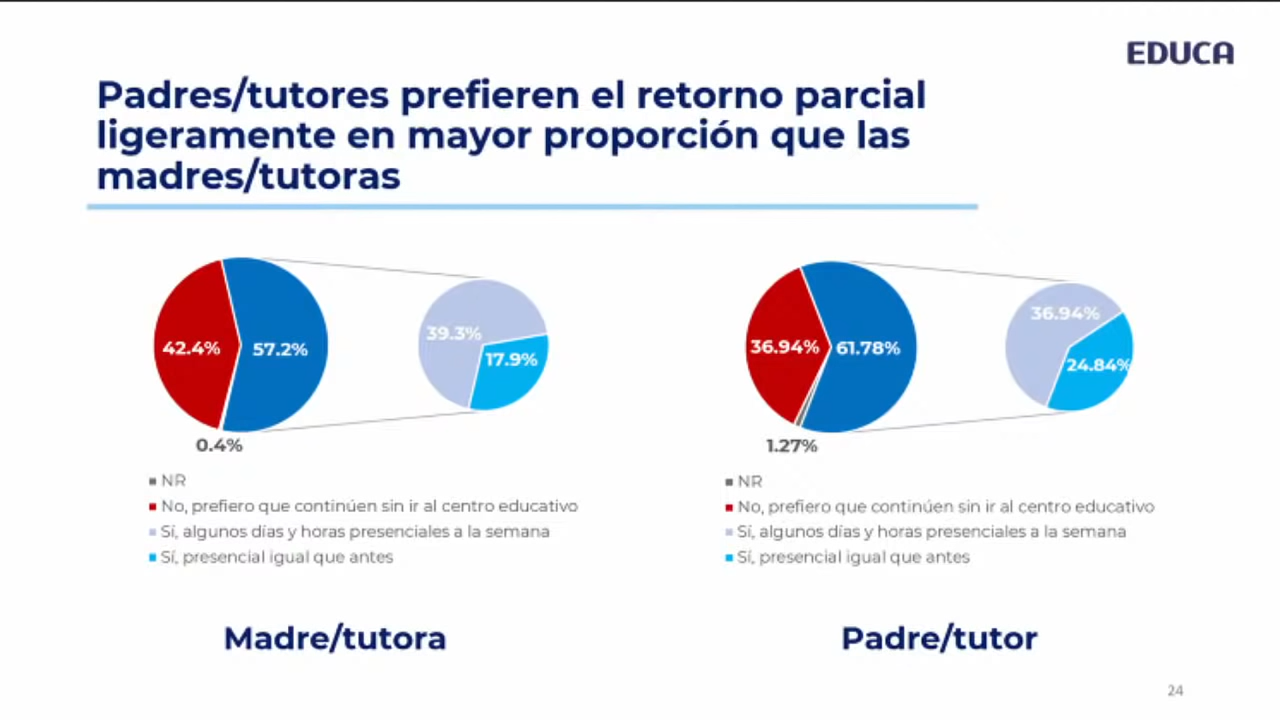 EDUCA
Padres/tutores prefieren el retorno parcial
ligeramente en mayor proporción que las
madres/tutoras
42.4%
57.2%
0.4%
39.3%
17.9%
NR
No, prefiero que continúen sin ir al centro educativo
Sí, algunos días y horas presenciales a la semana
Sí, presencial igual que antes
Madre/tutora
36.94%
61.78%
1.27%
36.94%
24.84%
NR
No, prefiero que continúen sin ir al centro educativo
Sí, algunos días y horas presenciales a la semana
Sí, presencial igual que antes
Padre/tutor
24